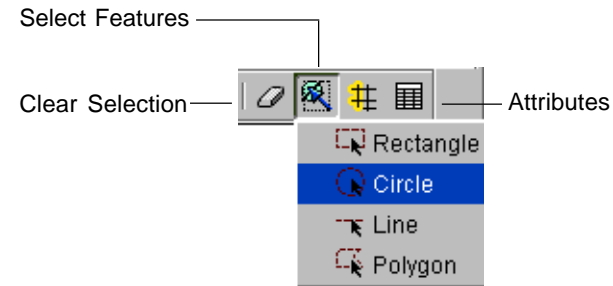 Select Features
Clear Selection
Attributes
Rectangle
Circle
Line
Polygon